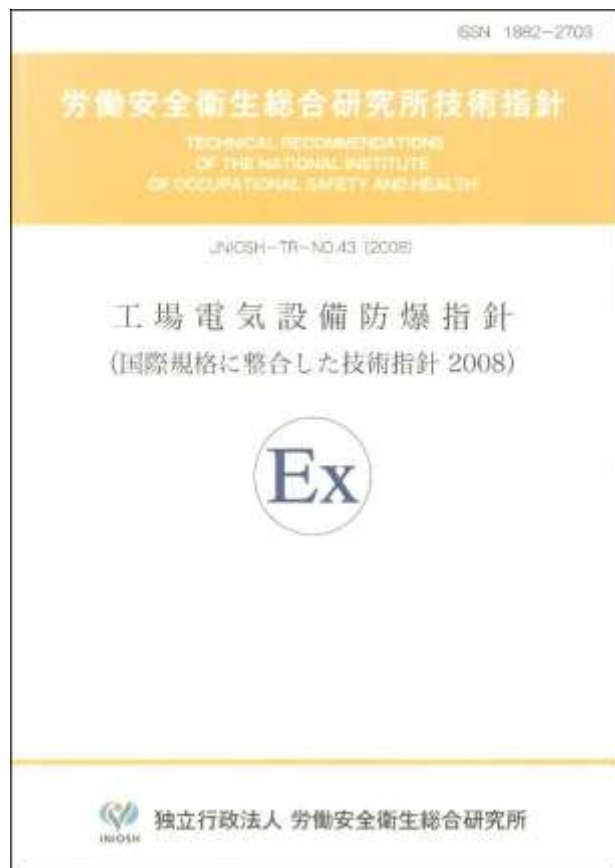 ISSN 1882-2703
労働安全衛生総合研究所技術指針
TECHNICAL RECOMMENDATIONS
OF THE NATIONAL INSTITUTE
OF OCCUPATIONAL SAFETY AND HEALTH
JNIOSH-TR-NO.43 (2008)
工場電気設備防爆指針
(国際規格に整合した技術指針 2008)
Ex
JNIOSH
独立行政法人 労働安全衛生総合研究所